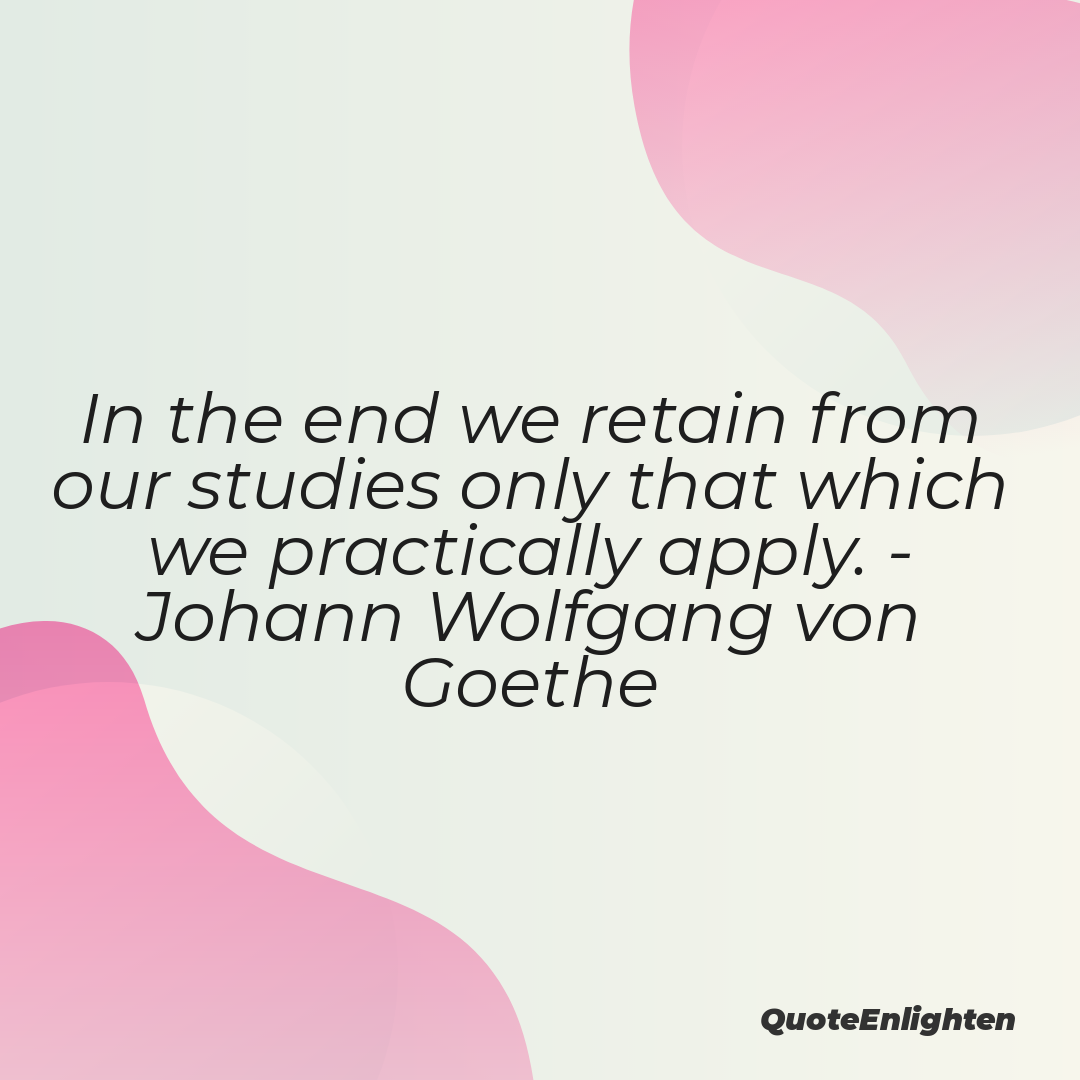 In the end we retain from
our studies only that which
we practically apply. -
Johann Wolfgang von
Goethe
QuoteEnlighten